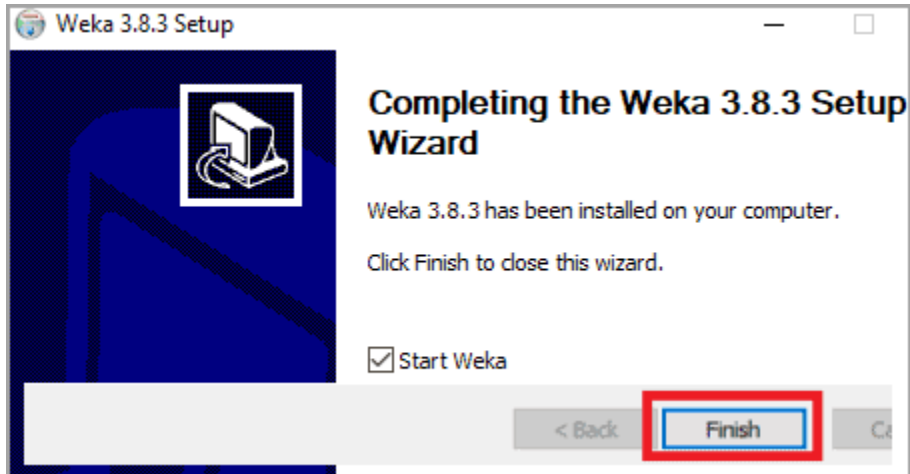 Weka 3.8.3 Setup
Completing the Weka 3.8.3 Setup
Wizard
Weka 3.8.3 has been installed on your computer.
Click Finish to close this wizard.
Start Weka
< Back
Finish
Ca